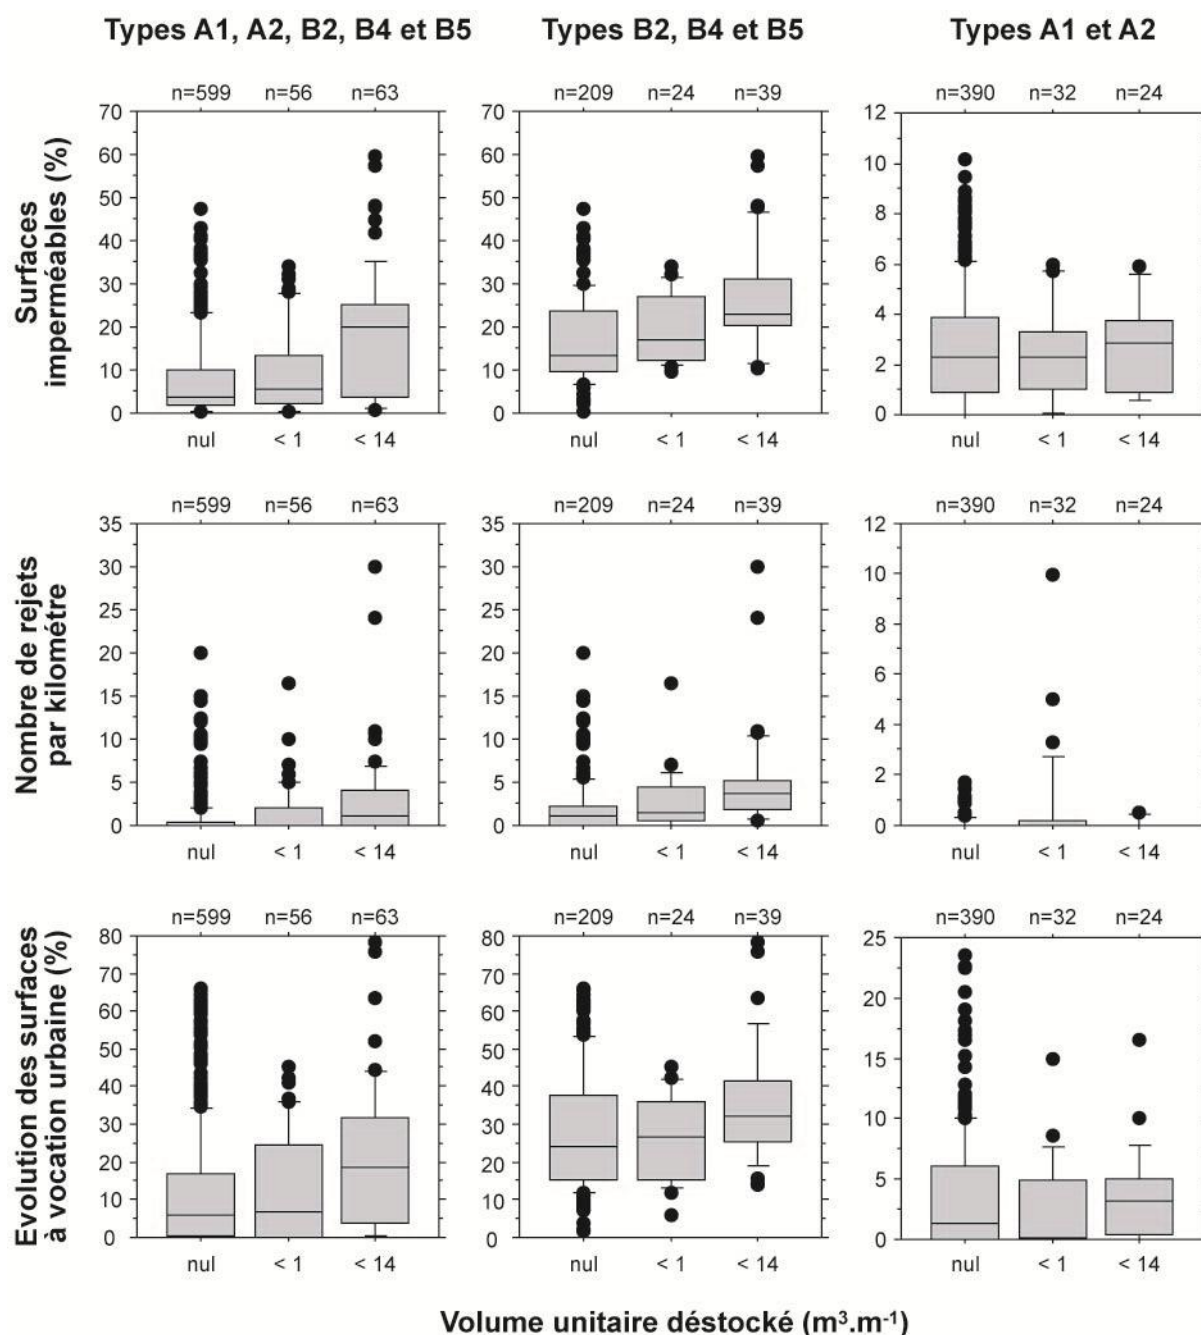 Types A1, A2, B2, B4 et B5 Types B2, B4 et B5 Types A1 et A2
n=599 n=56 n=63 n=209 n=24 n=39 n=390 n=32 n=24
Surfaces
imperméables (%)
70 60 50 40 30 20 10 0
70 60 50 40 30 20 10 0
12 10 8 6 4 2 0
nul < 1 < 14 nul < 1 < 14 nul < 1 < 14
n=599 n=56 n=63 n=209 n=24 n=39 n=390 n=32 n=24
Nombre de rejets
par kilométre
35 30 25 20 15 10 5 0
35 30 25 20 15 10 5 0
12 10 8 6 4 2 0
nul < 1 < 14 nul < 1 < 14 nul < 1 < 14
n=599 n=56 n=63 n=209 n=24 n=39 n=390 n=32 n=24
Evolution des surfaces
à vocation urbaine (%)
80 70 60 50 40 30 20 10 0
80 70 60 50 40 30 20 10 0
25 20 15 10 5 0
nul < 1 < 14 nul < 1 < 14 nul < 1 < 14
Volume unitaire déstocké (m³.m⁻¹)